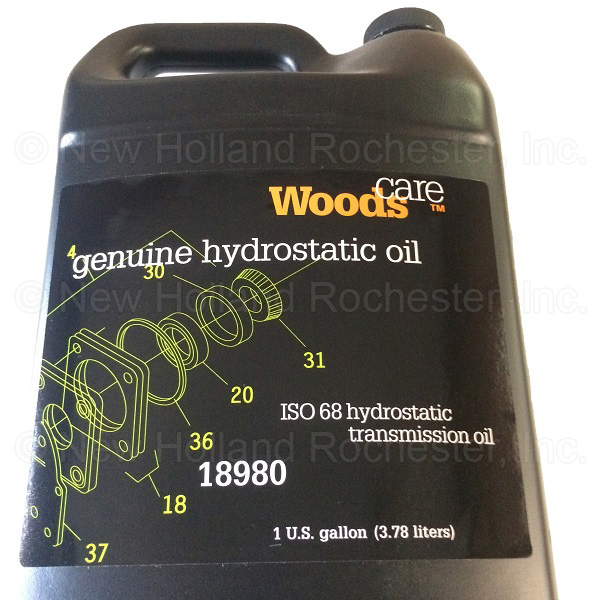 © New Holland Rochester, Inc.
care
Woods™
genuine hydrostatic oil
4
30
© New Holland Rochester, Inc.
31
20
ISO 68 hydrostatic
transmission oil
36
© New Holland Rochester, Inc.
18980
18
1 U.S. gallon (3.78 liters)
37